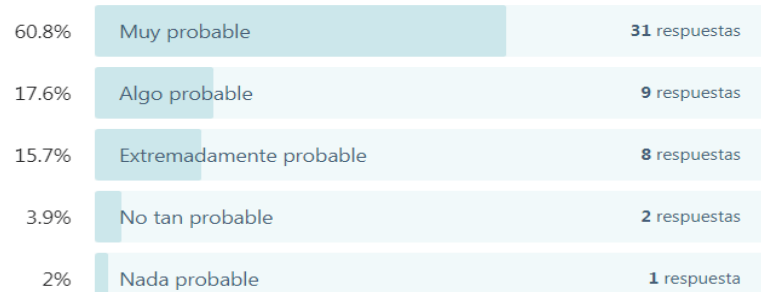 60.8% Muy probable 31 respuestas
17.6% Algo probable 9 respuestas
15.7% Extremadamente probable 8 respuestas
3.9% No tan probable 2 respuestas
2% Nada probable 1 respuesta